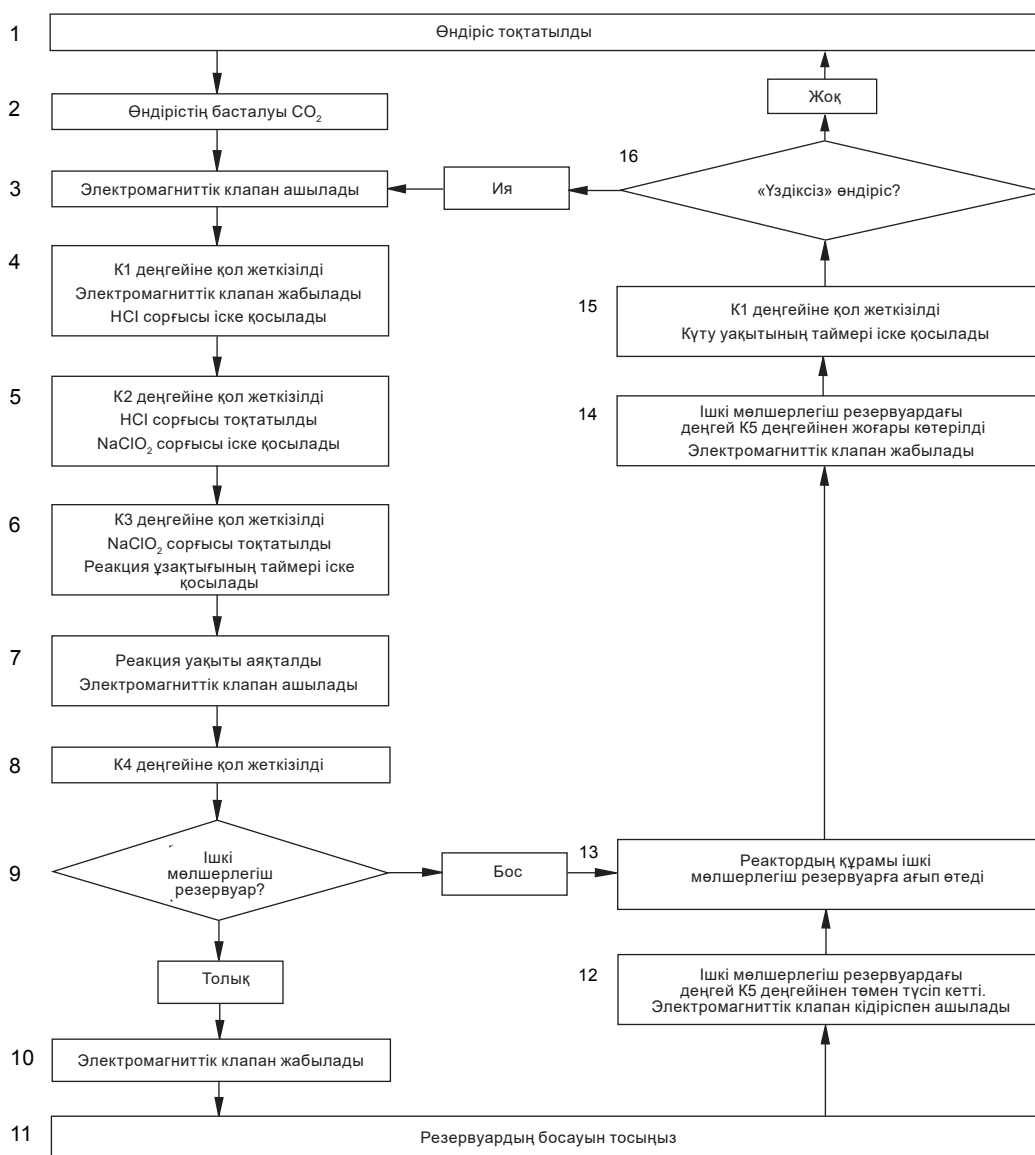 1
Өндіріс тоқтатылды
Жоқ
2
Өндірістің басталуы CO₂
16
«Үздіксіз» өндіріс?
3
Электромагниттік клапан ашылады
Ия
4
К1 деңгейіне қол жеткізілді
Электромагниттік клапан жабылады
HCl сорғысы іске қосылады
15
К1 деңгейіне қол жеткізілді
Күту уақытының таймері іске қосылады
5
К2 деңгейіне қол жеткізілді
HCl сорғысы тоқтатылды
NaClO₂ сорғысы іске қосылады
14
Ішкі мөлшерлегіш резервуардағы
деңгей К5 деңгейінен жоғары көтерілді
Электромагниттік клапан жабылады
6
К3 деңгейіне қол жеткізілді
NaClO₂ сорғысы тоқтатылды
Реакция ұзақтығының таймері іске
қосылады
7
Реакция уақыты аяқталды
Электромагниттік клапан ашылады
8
К4 деңгейіне қол жеткізілді
9
Ішкі
мөлшерлегіш
резервуар?
Бос
13
Реактордың құрамы ішкі
мөлшерлегіш резервуарға ағып өтеді
Толық
12
Ішкі мөлшерлегіш резервуардағы
деңгей К5 деңгейінен төмен түсіп кетті.
Электромагниттік клапан кідіріспен ашылады
10
Электромагниттік клапан жабылады
11
Резервуардың босауын тосыңыз